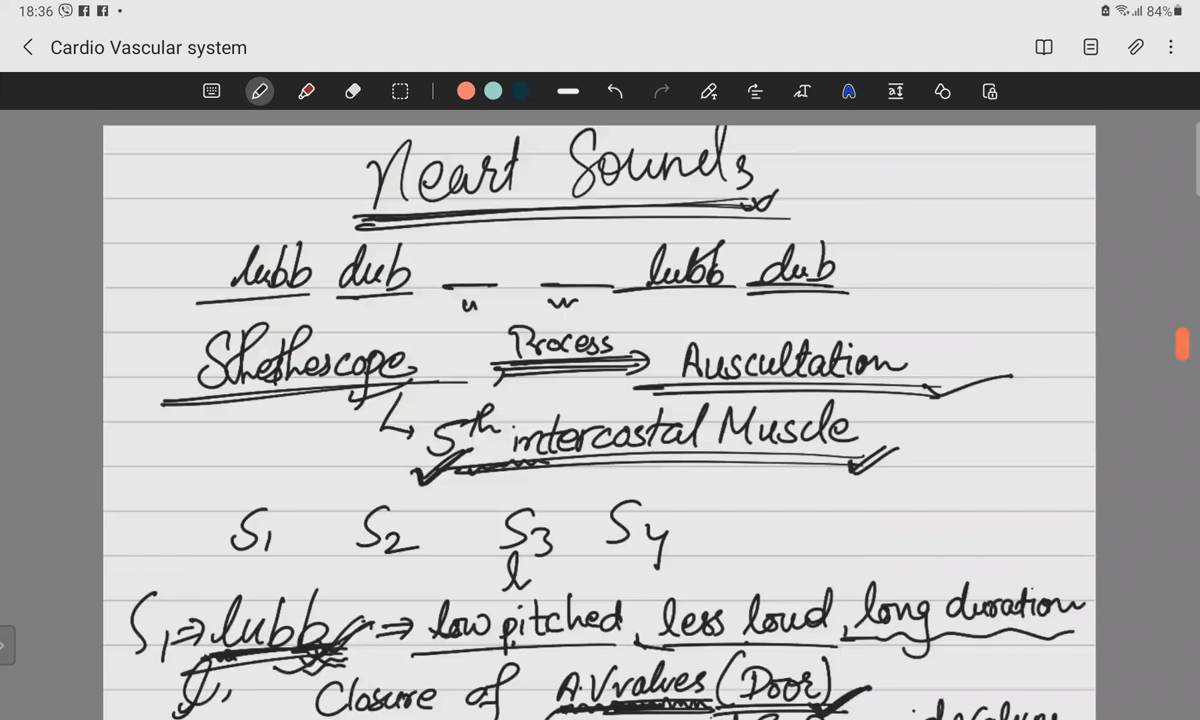 18:36 84%
Cardio Vascular system
Heart Sounds
lubb dub lubb dub
Shethescope Process Auscultation
5th intercostal Muscle
S1 S2 S3 S4
S1 ⇒ lubb ⇒ low pitched, less loud, long duration
Closure of A.V valves (Door)